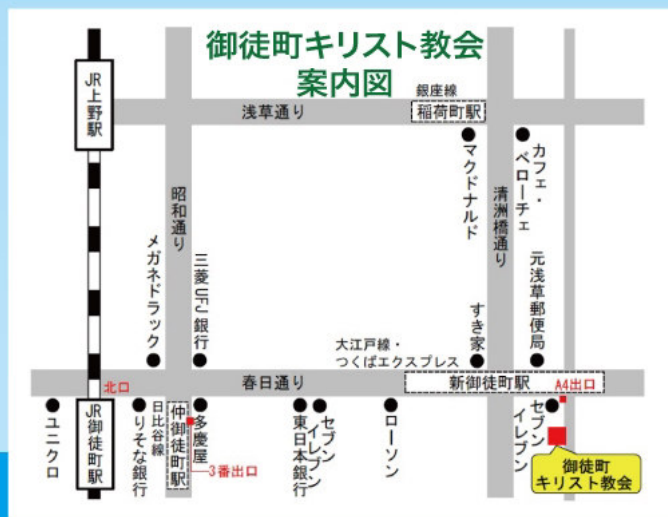 御徒町キリスト教会
案内図
JR上野駅
浅草通り
銀座線
稲荷町駅
マクドナルド
カフェ・
ベローチェ
昭和通り
清洲橋通り
メガネドラック
三菱UFJ銀行
大江戸線・
つくばエクスプレス
すき家
元浅草郵便局
北口
春日通り
新御徒町駅
A4出口
ユニクロ
JR御徒町駅
りそな銀行
日比谷線
仲御徒町駅
多慶屋
3番出口
東日本銀行
セブン
イレブン
ローソン
セブン
イレブン
御徒町
キリスト教会